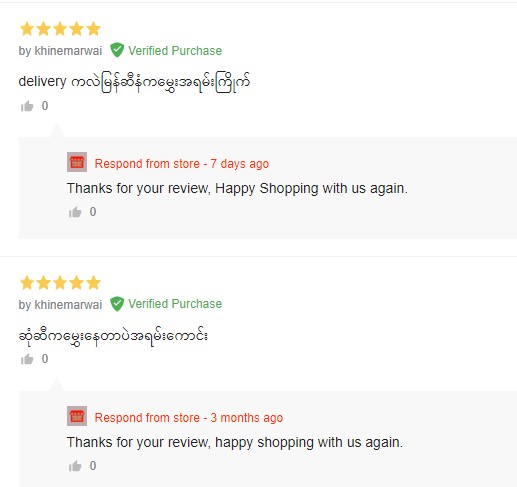 by khinemarwai Verified Purchase
delivery ကလဲမြန်ဆီနံကမွှေးအရမ်းကြိုက်
0
Respond from store - 7 days ago
Thanks for your review, Happy Shopping with us again.
0
by khinemarwai Verified Purchase
ဆုံဆီကမွှေးနေတာပဲအရမ်းကောင်း
0
Respond from store - 3 months ago
Thanks for your review, happy shopping with us again.
0